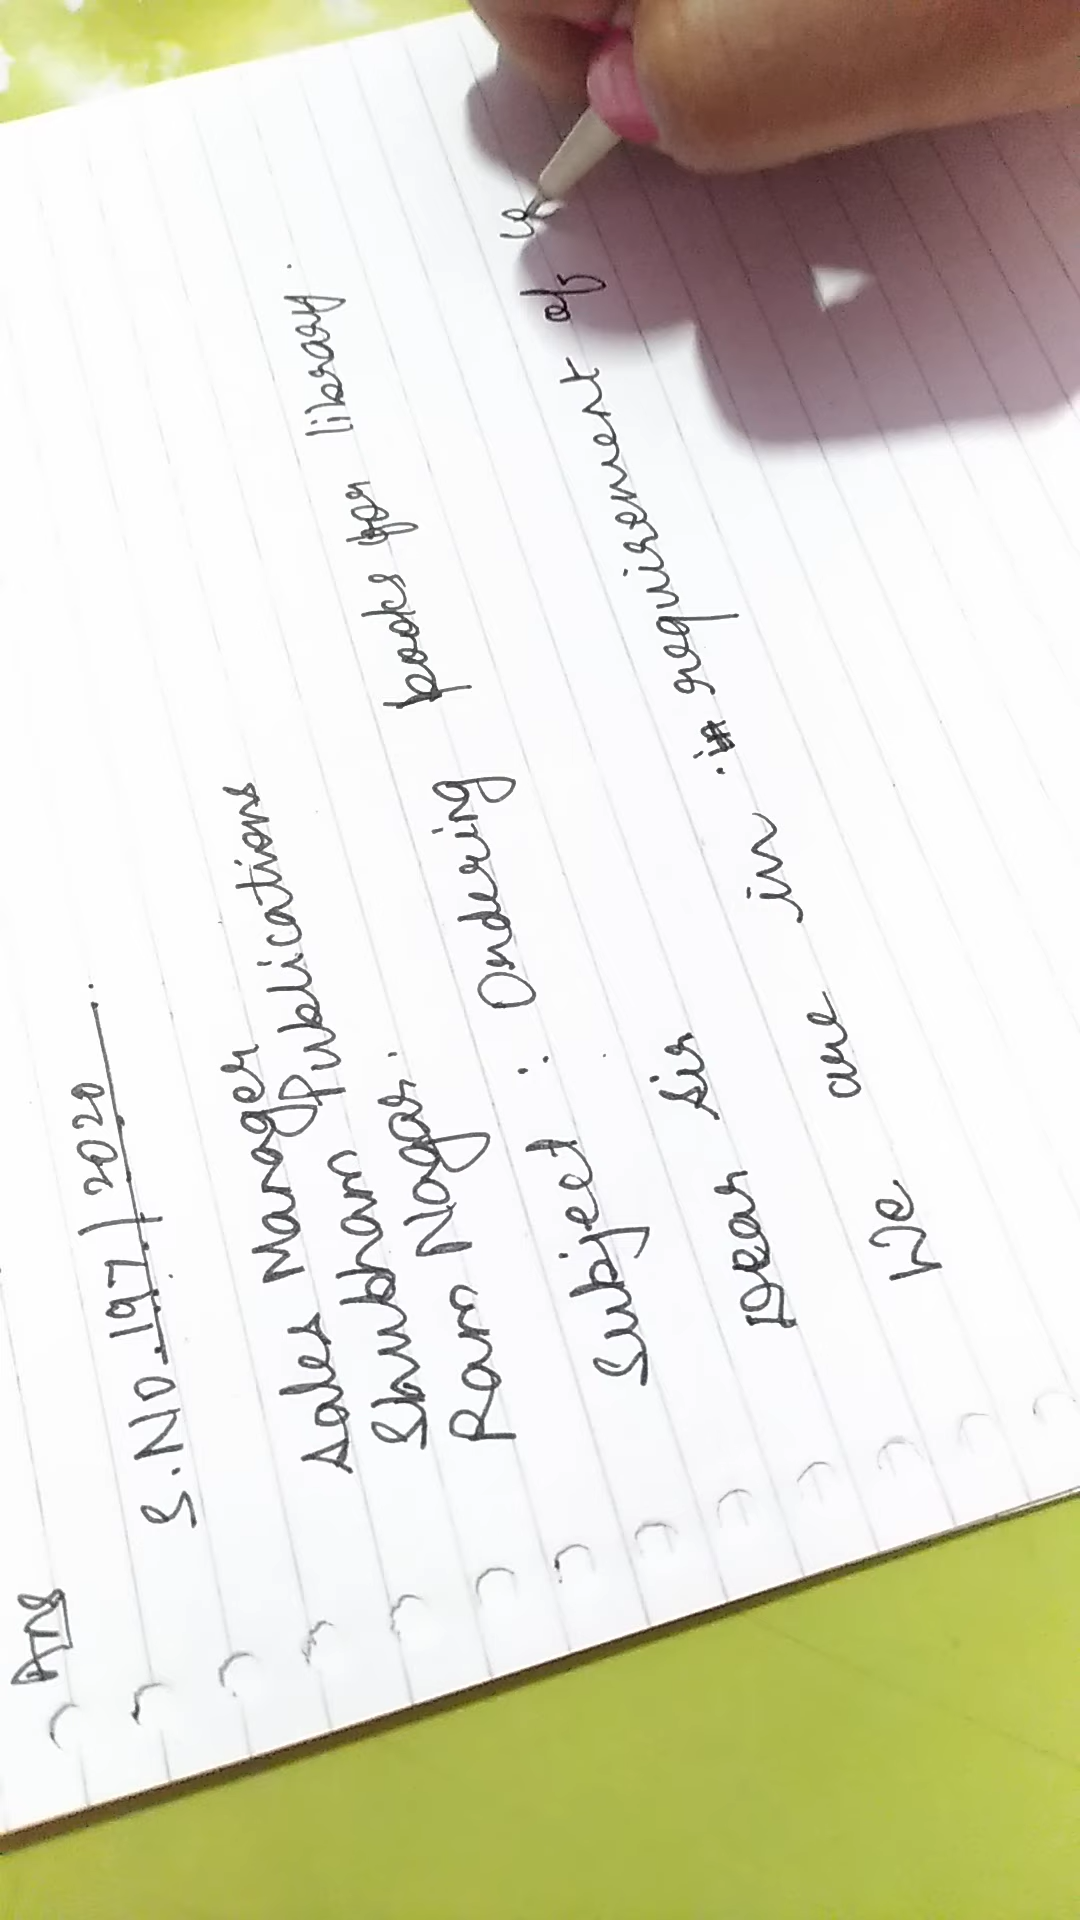 Ans
S.NO. 197/2020.
Sales Manager
Shubham Publications
Ram Nagar.
Subject : Ordering books for library.
Dear Sir
We are in requirement of